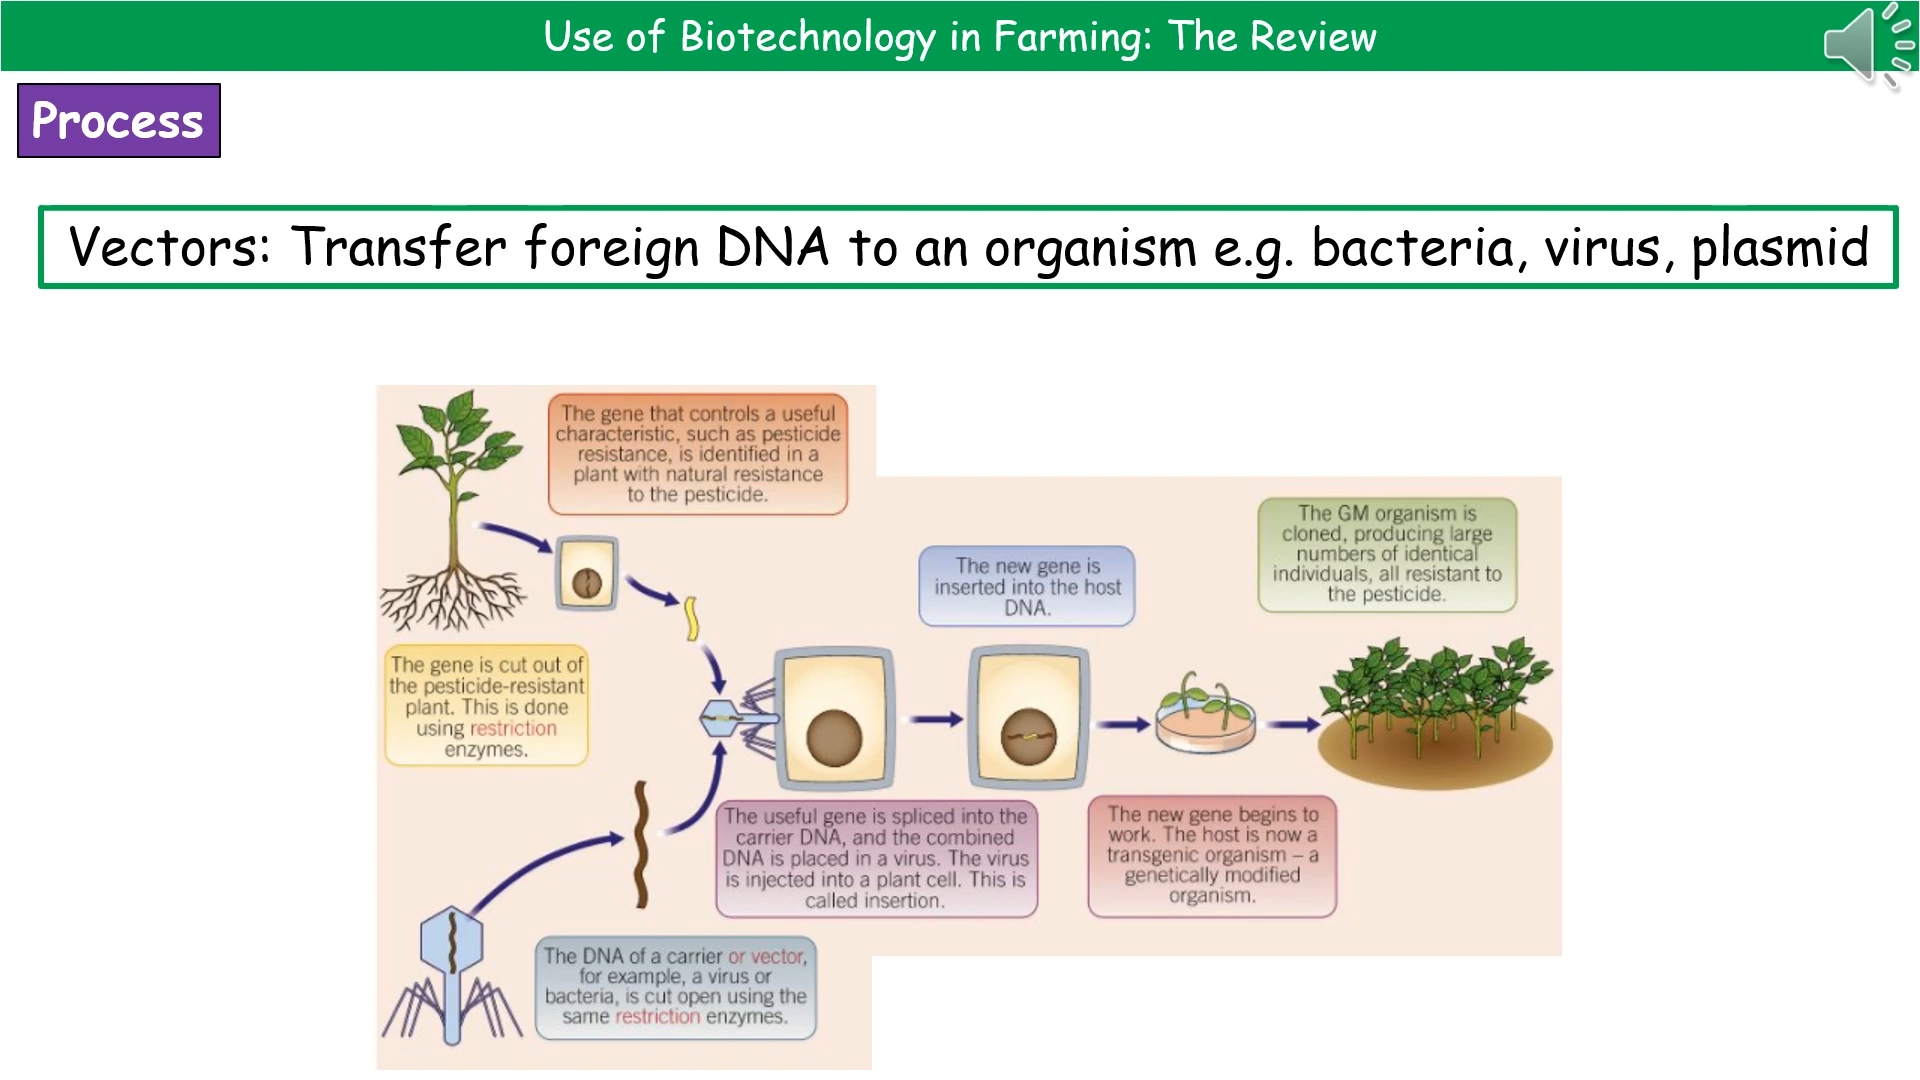 Use of Biotechnology in Farming: The Review
Process
Vectors: Transfer foreign DNA to an organism e.g. bacteria, virus, plasmid
The gene that controls a useful
characteristic, such as pesticide
resistance, is identified in a
plant with natural resistance
to the pesticide.
The gene is cut out of
the pesticide-resistant
plant. This is done
using restriction
enzymes.
The DNA of a carrier or vector,
for example, a virus or
bacteria, is cut open using the
same restriction enzymes.
The useful gene is spliced into the
carrier DNA, and the combined
DNA is placed in a virus. The virus
is injected into a plant cell. This is
called insertion.
The new gene is
inserted into the host
DNA.
The new gene begins to
work. The host is now a
transgenic organism – a
genetically modified
organism.
The GM organism is
cloned, producing large
numbers of identical
individuals, all resistant to
the pesticide.